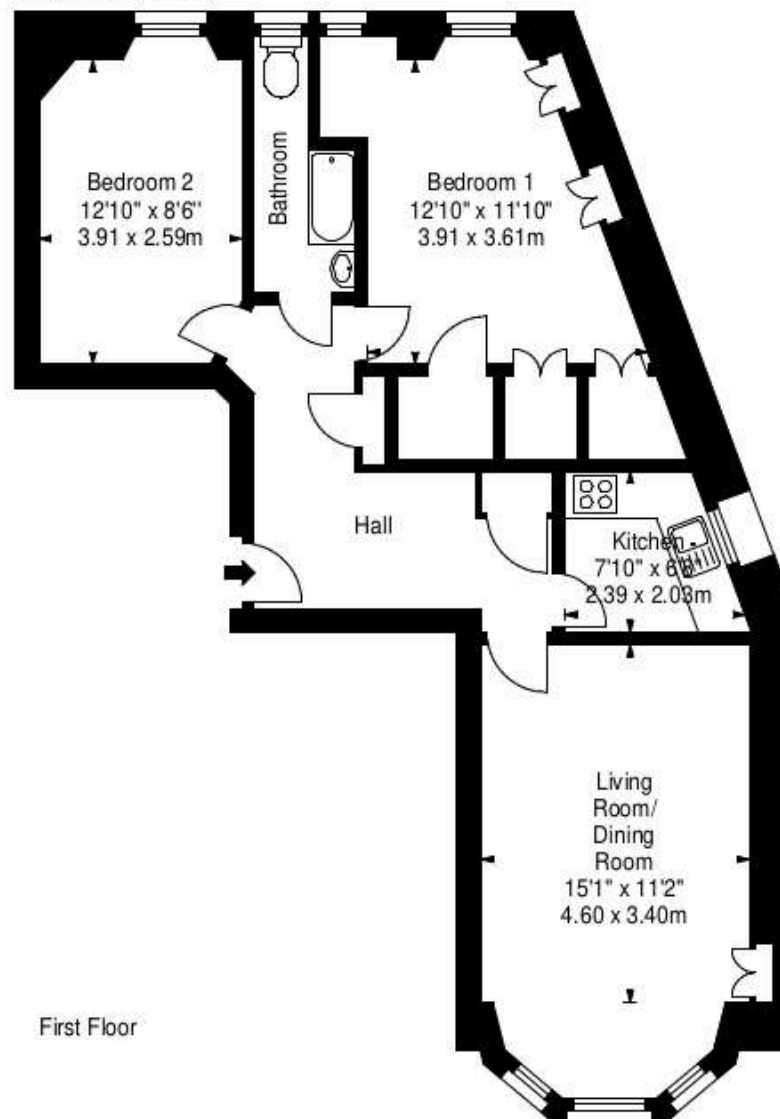 Bedroom 2
12'10" x 8'6"
3.91 x 2.59m
Bathroom
Bedroom 1
12'10" x 11'10"
3.91 x 3.61m
Hall
Kitchen
7'10" x 6'8"
2.39 x 2.03m
Living
Room/
Dining
Room
15'1" x 11'2"
4.60 x 3.40m
First Floor